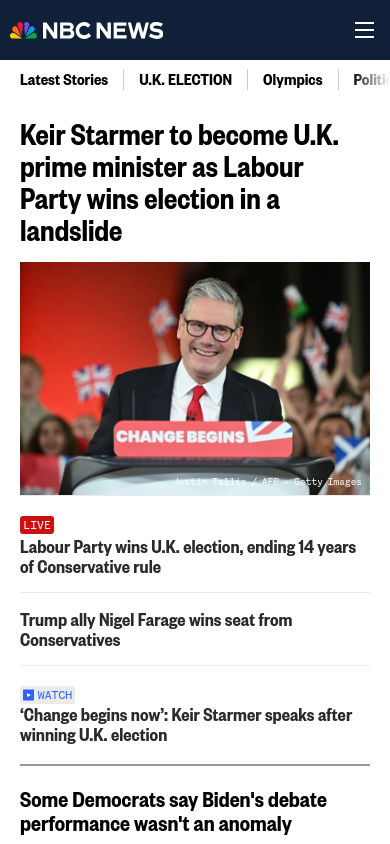 NBC NEWS
Latest Stories
U.K. ELECTION
Olympics
Politic
Keir Starmer to become U.K.
prime minister as Labour
Party wins election in a
landslide
CHANGE BEGINS
Justin Tallis / AFP - Getty Images
LIVE
Labour Party wins U.K. election, ending 14 years
of Conservative rule
Trump ally Nigel Farage wins seat from
Conservatives
WATCH
‘Change begins now’: Keir Starmer speaks after
winning U.K. election
Some Democrats say Biden's debate
performance wasn't an anomaly